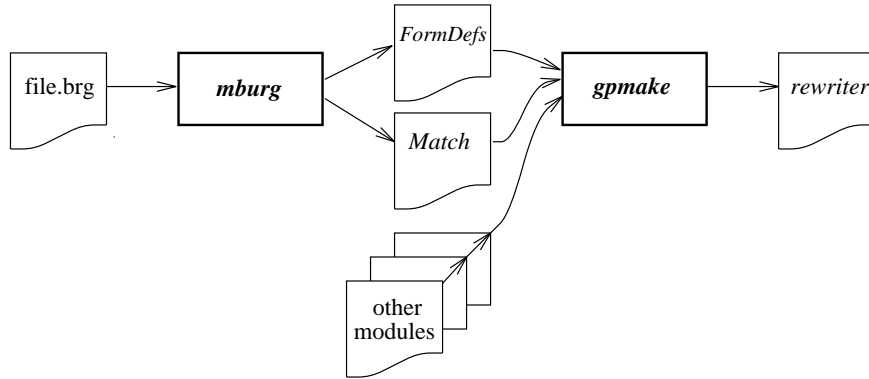 file.brg
mburg
FormDefs
Match
other
modules
gpmake
rewriter